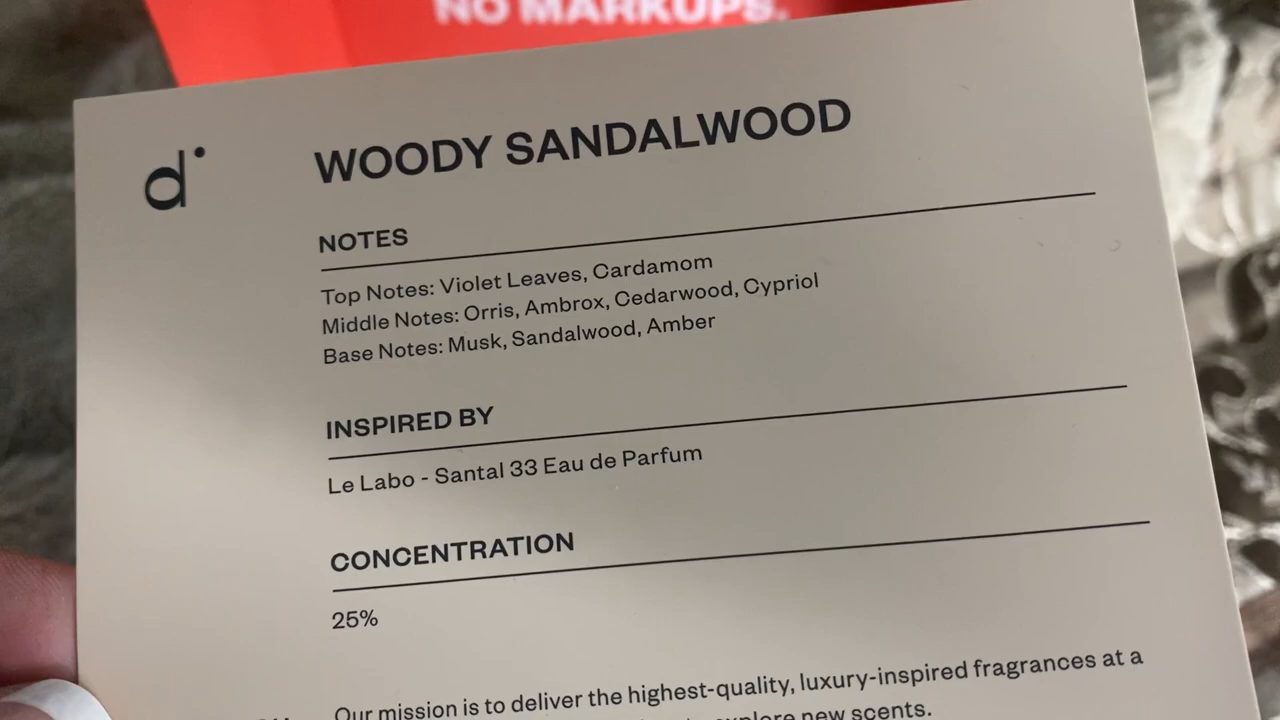 NO MARKUPS.
d
WOODY SANDALWOOD
NOTES
Top Notes: Violet Leaves, Cardamom
Middle Notes: Orris, Ambrox, Cedarwood, Cypriol
Base Notes: Musk, Sandalwood, Amber
INSPIRED BY
Le Labo - Santal 33 Eau de Parfum
CONCENTRATION
25%
Our mission is to deliver the highest-quality, luxury-inspired fragrances at a
explore new scents.